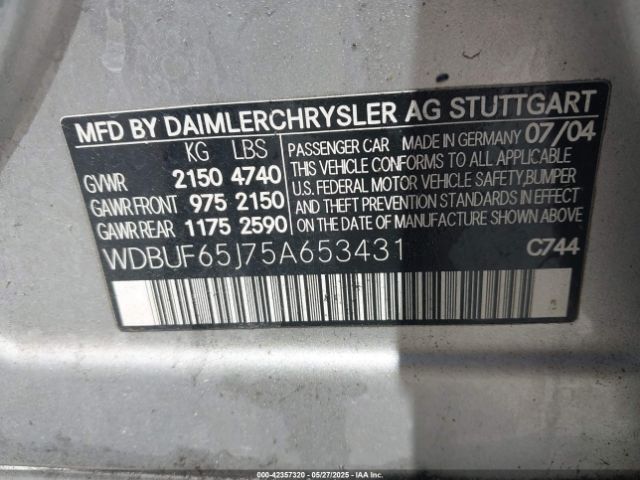 MFD BY DAIMLERCHRYSLER AG STUTTGART
KG LBS
GVWR 2150 4740
GAWR FRONT 975 2150
GAWR REAR 1175 2590
PASSENGER CAR MADE IN GERMANY 07/04
THIS VEHICLE CONFORMS TO ALL APPLICABLE
U.S. FEDERAL MOTOR VEHICLE SAFETY,BUMPER
AND THEFT PREVENTION STANDARDS IN EFFECT
ON THE DATE OF MANUFACTURE SHOWN ABOVE.
WDBUF65J75A653431 C744
(IN) 000-42357320 05/27/2025 (US)